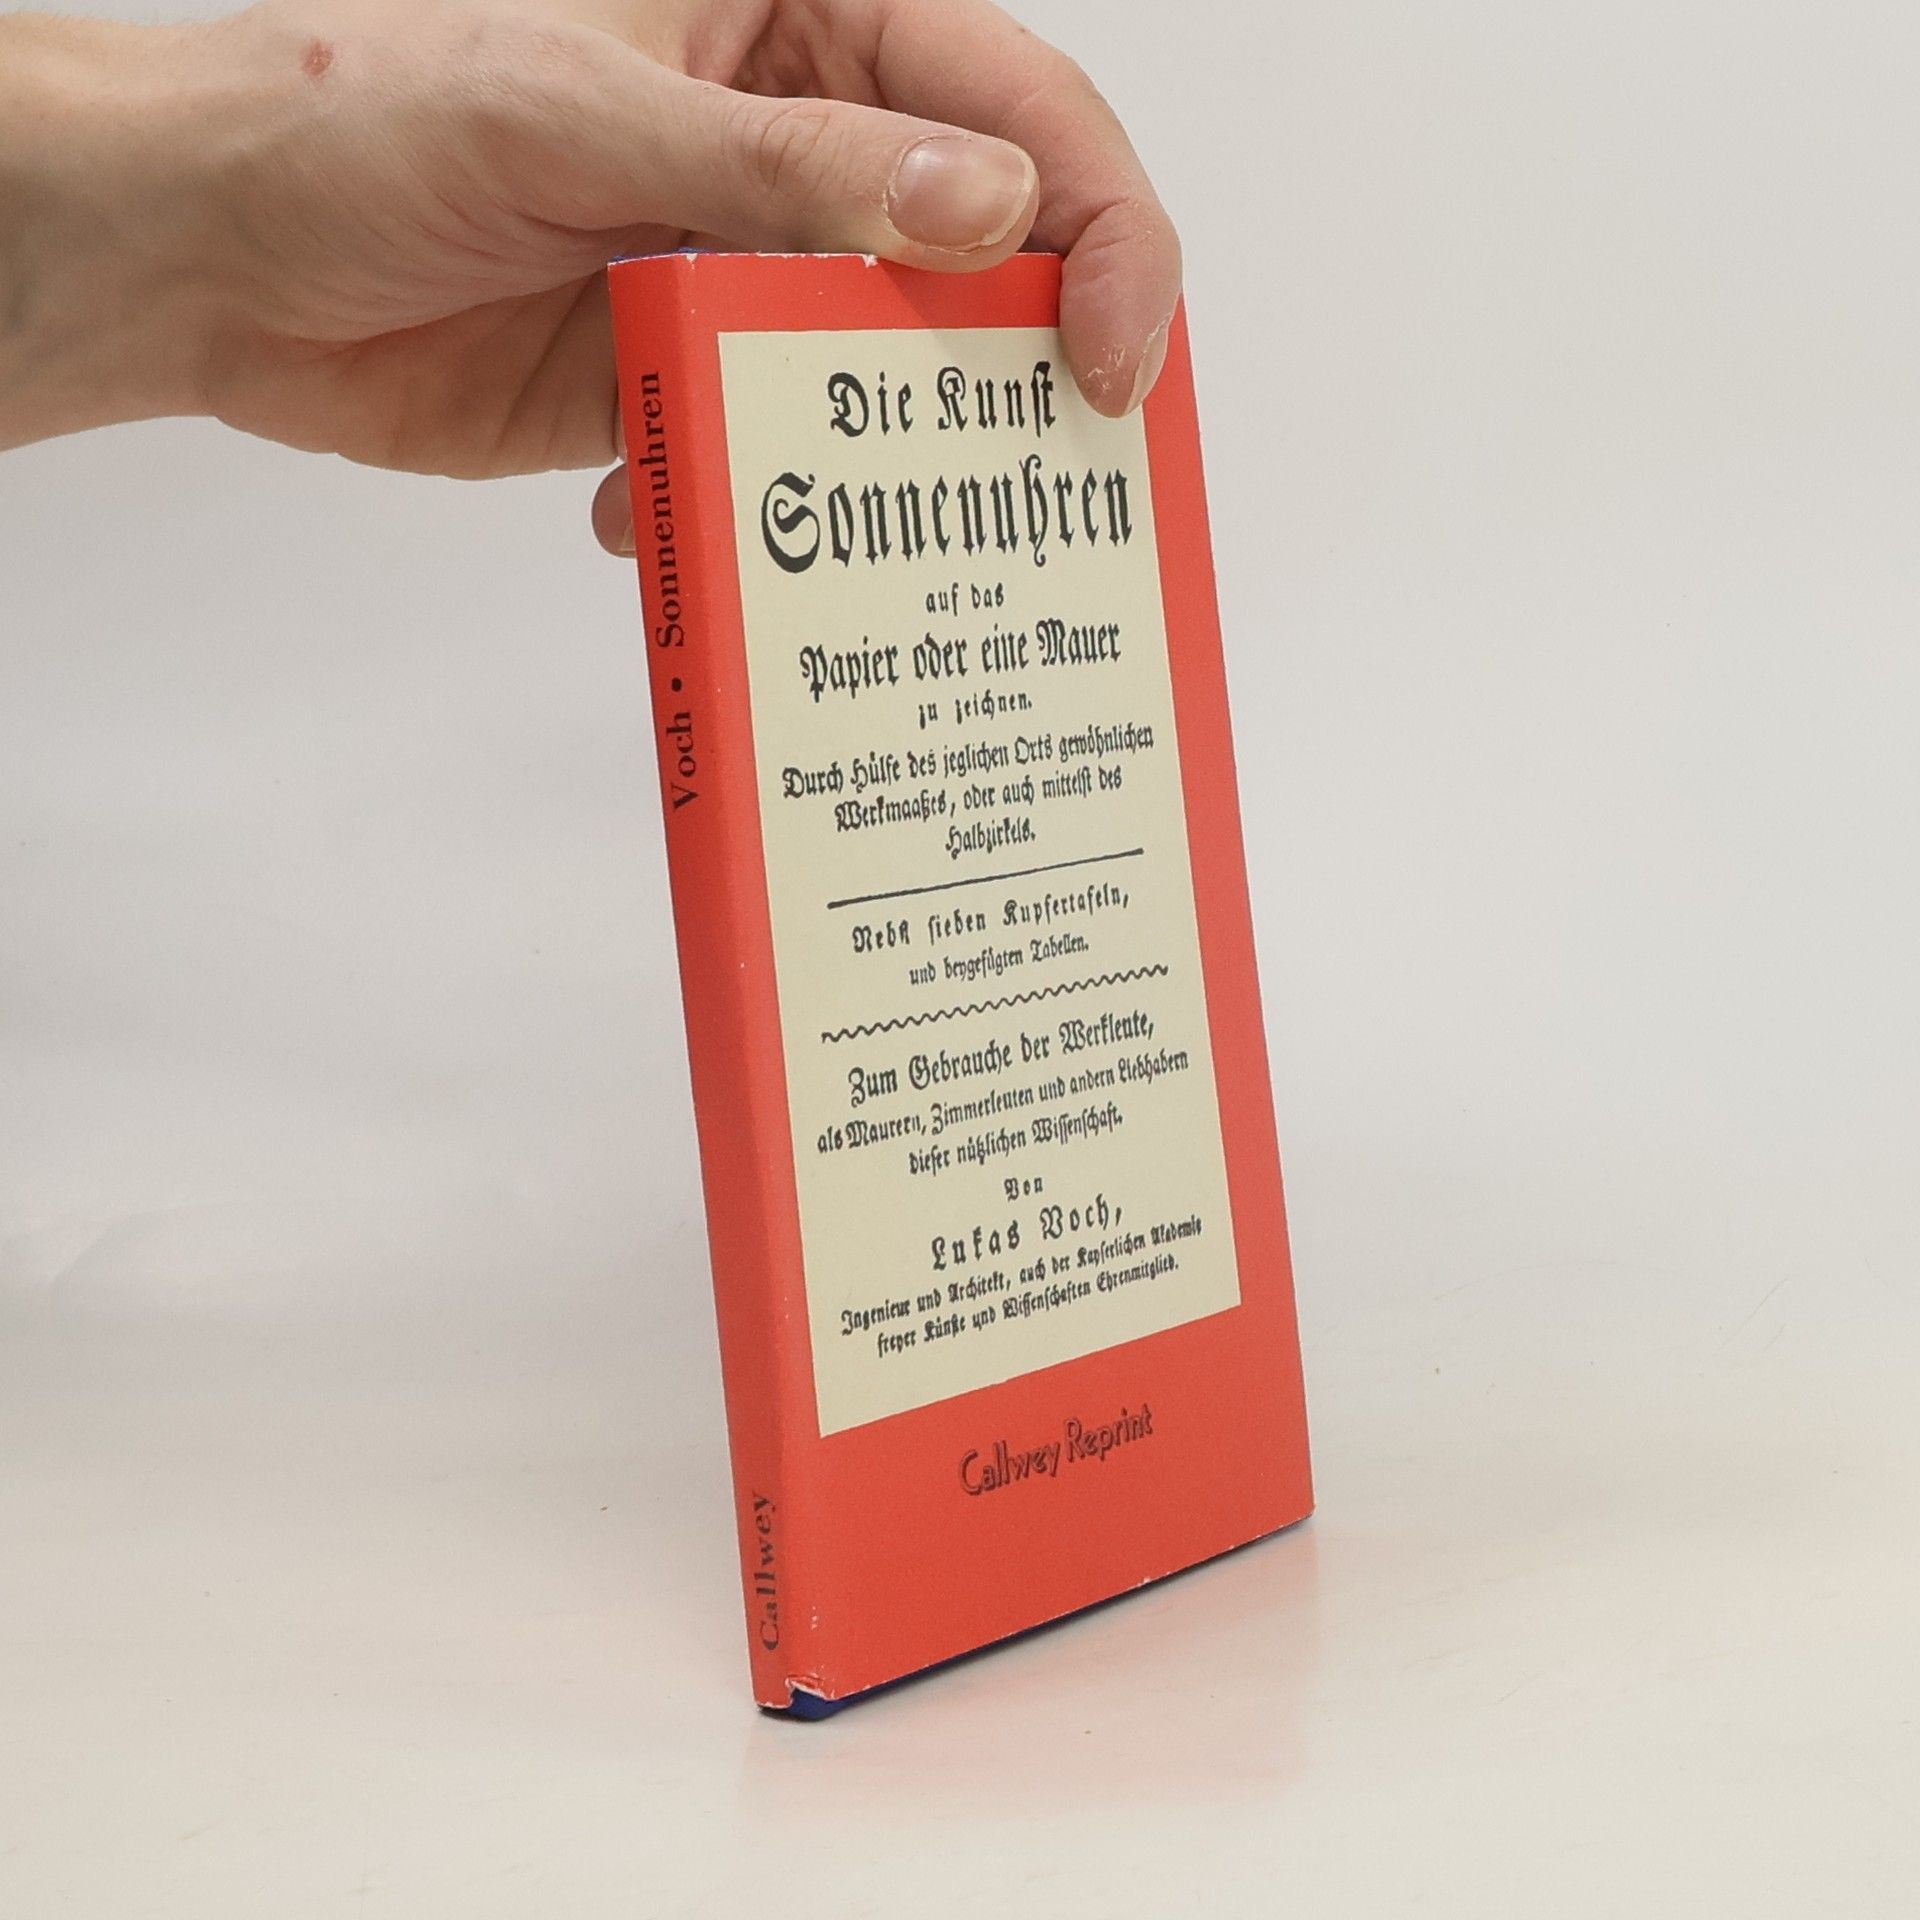 Voch • Sonnenuhren
Callwey
Die Kunst
Sonnenuhren
auf das
Papier oder eine Mauer
zu zeichnen.
Durch Hülfe des jeglichen Orts gewöhnlichen
Werkmaaßes, oder auch mittelst des
Halbzirkels.
Nebst sieben Kupfertafeln,
und beygefügten Tabellen.
Zum Gebrauche der Werkleute,
als Maurern, Zimmerleuten und andern Liebhabern
dieser nützlichen Wissenschaft.
Von
Lukas Voch,
Ingenieur und Architekt, auch der Kayserlichen Akademie
freyer Künste und Wissenschaften Ehrenmitglied.
Callwey Reprint